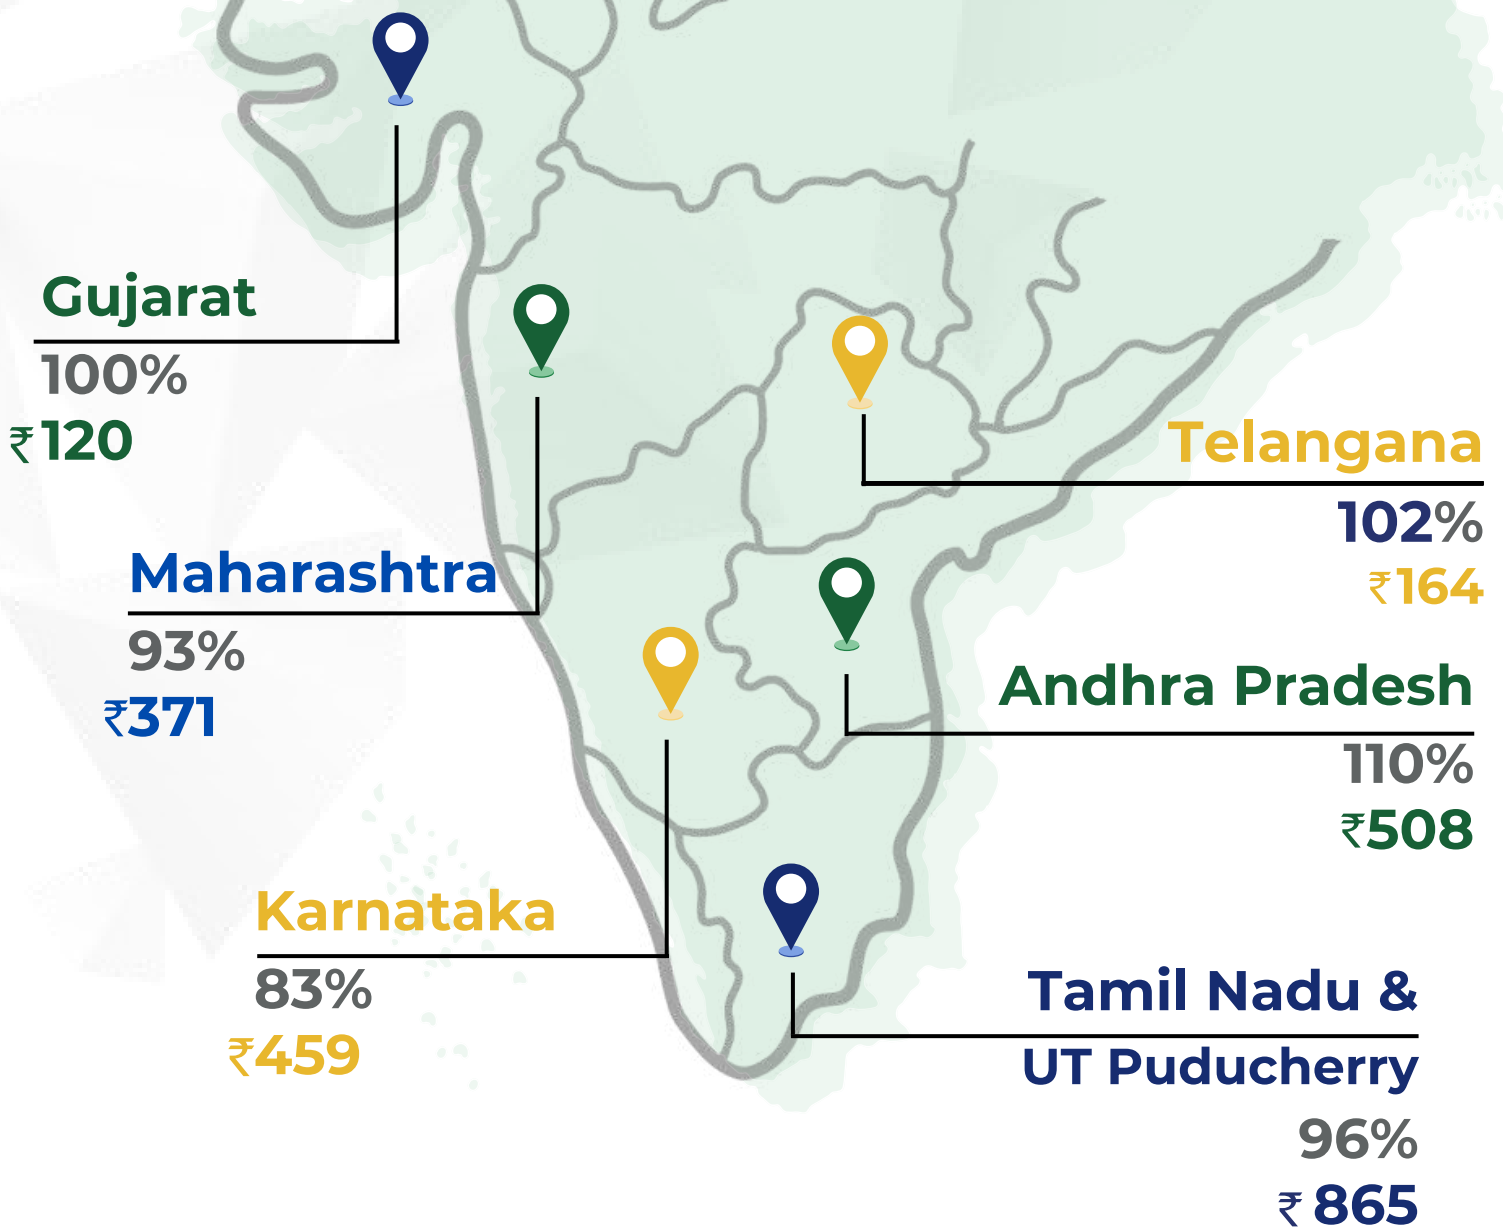 Gujarat
100%
₹120
Maharashtra
93%
₹371
Karnataka
83%
₹459
Telangana
102%
₹164
Andhra Pradesh
110%
₹508
Tamil Nadu &
UT Puducherry
96%
₹ 865